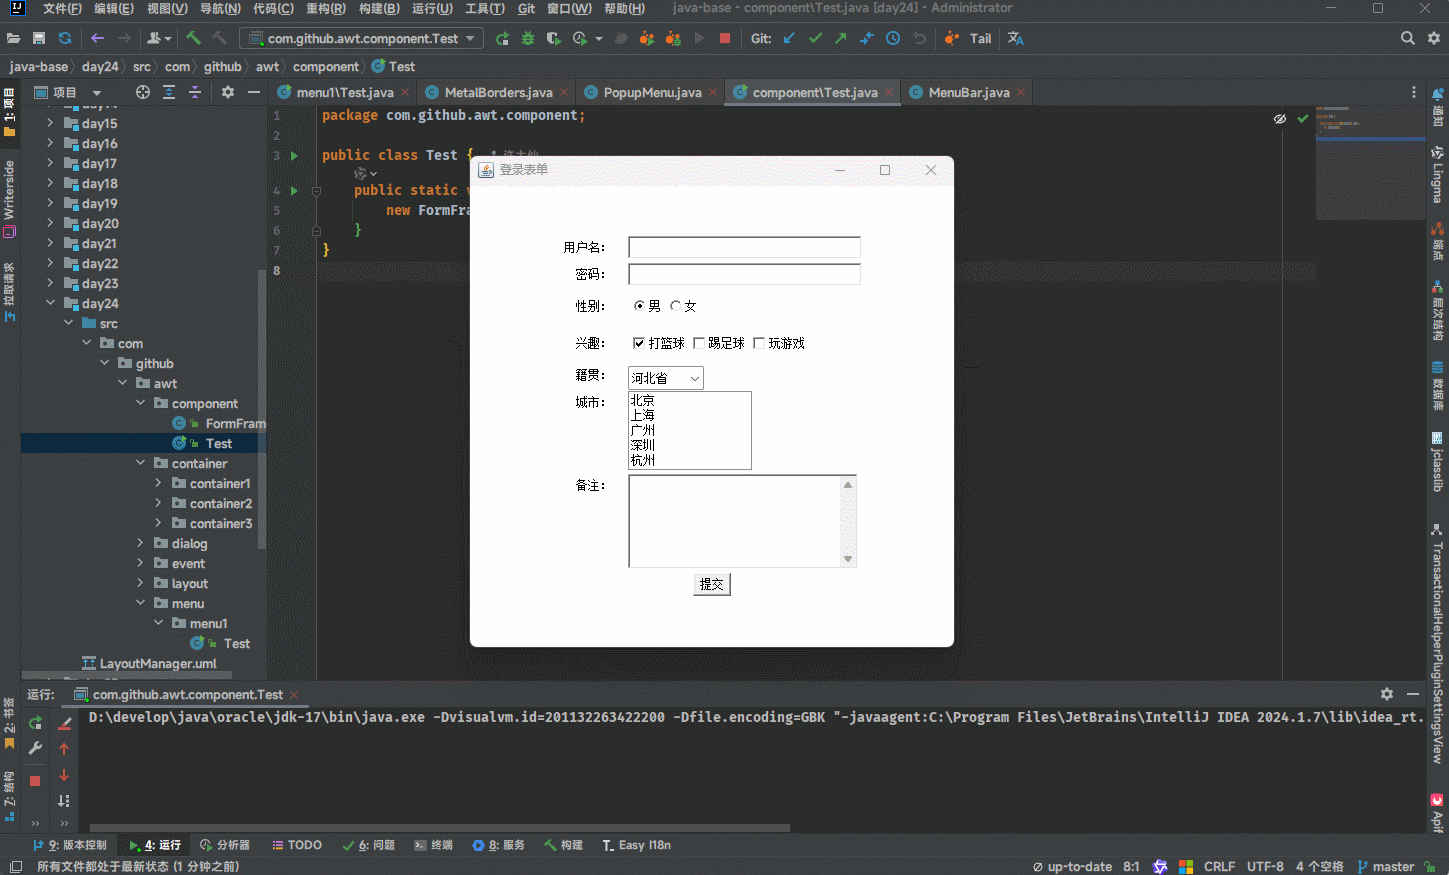 文件(F) 编辑(E) 视图(V) 导航(N) 代码(C) 重构(R) 构建(B) 运行(U) 工具(T) Git 窗口(W) 帮助(H) java-base - component\Test.java [day24] - Administrator
com.github.awt.component.Test Git: Tail
java-base day24 src com github awt component Test
1: 项目
项目
menu1\Test.java MetalBorders.java PopupMenu.java component\Test.java MenuBar.java
day15
day16
day17
day18
day19
day20
day21
day22
day23
day24
src
com
github
awt
component
FormFram
Test
container
container1
container2
container3
dialog
event
layout
menu
menu1
Test
LayoutManager.uml
Writerside
拉取请求
2: 书签
7: 结构
1 package com.github.awt.component;
2
3 public class Test {
4 public static v
5 new FormFra
6 }
7 }
8
登录表单
用户名：
密码：
性别： 男 女
兴趣： 打篮球 踢足球 玩游戏
籍贯： 河北省
城市： 北京
上海
广州
深圳
杭州
备注：
提交
通知
Lingma
端点
层次结构
数据库
jclasslib
TransactionalHelperPluginSettingsView
Apif
运行: com.github.awt.component.Test
D:\develop\java\oracle\jdk-17\bin\java.exe -Dvisualvm.id=201132263422200 -Dfile.encoding=GBK "-javaagent:C:\Program Files\JetBrains\IntelliJ IDEA 2024.1.7\lib\idea_rt.
9: 版本控制 4: 运行 分析器 TODO 6: 问题 终端 8: 服务 构建 Easy I18n
所有文件都处于最新状态 (1 分钟之前) up-to-date 8:1 CRLF UTF-8 4 个空格 master